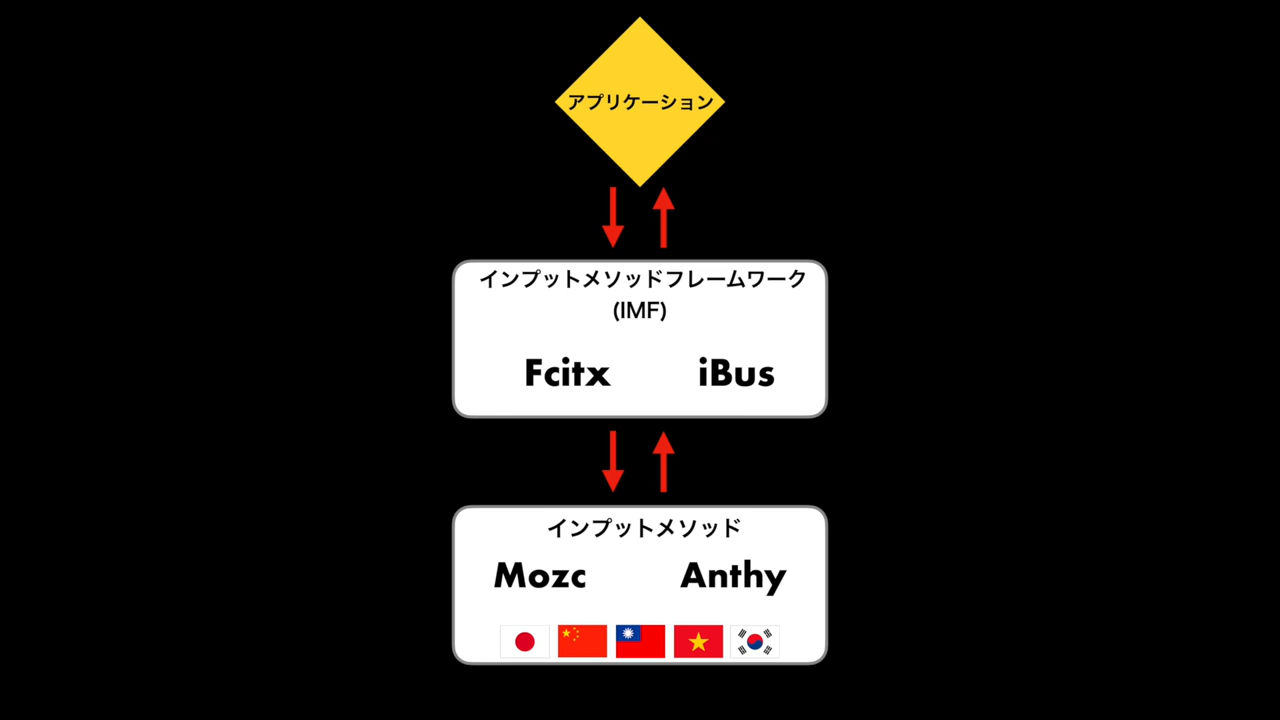 アプリケーション
インプットメソッドフレームワーク
(IMF)
Fcitx iBus
インプットメソッド
Mozc Anthy